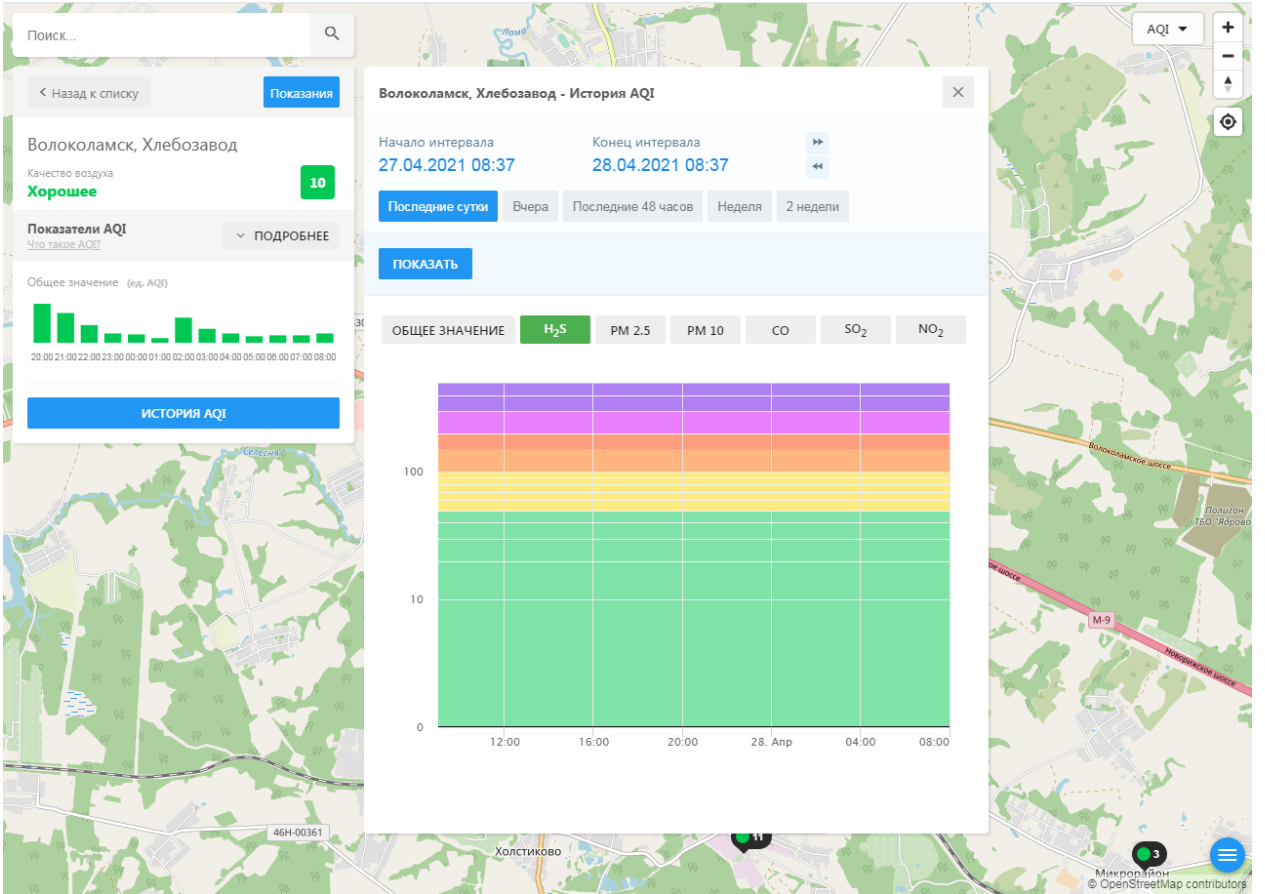 Поиск...
AQI
Лама
Назад к списку
Показания
Волоколамск, Хлебозавод
Качество воздуха
Хорошее
10
Показатели AQI
Что такое AQI?
ПОДРОБНЕЕ
Общее значение (ед. AQI)
20:00 21:00 22:00 23:00 00:00 01:00 02:00 03:00 04:00 05:00 06:00 07:00 08:00
ИСТОРИЯ AQI
Волоколамск, Хлебозавод - История AQI
Начало интервала
Конец интервала
27.04.2021 08:37
28.04.2021 08:37
Последние сутки
Вчера
Последние 48 часов
Неделя
2 недели
ПОКАЗАТЬ
ОБЩЕЕ ЗНАЧЕНИЕ
H₂S
PM 2.5
PM 10
CO
SO₂
NO₂
100
10
0
12:00
16:00
20:00
28. Апр
04:00
08:00
Селесня
Волоколамское шоссе
Полигон
ТБО "Ядрово
ое шоссе
М-9
Новорижское шоссе
46Н-00361
Холстиково
11
3
Микрорайон
© OpenStreetMap contributors